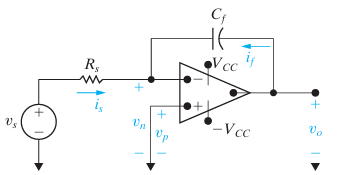 C_f
R_s
V_CC
i_f
+
−
i_s
+
v_s
+
−
v_n
+
v_p
+
−V_CC
+
v_o
−
−
−